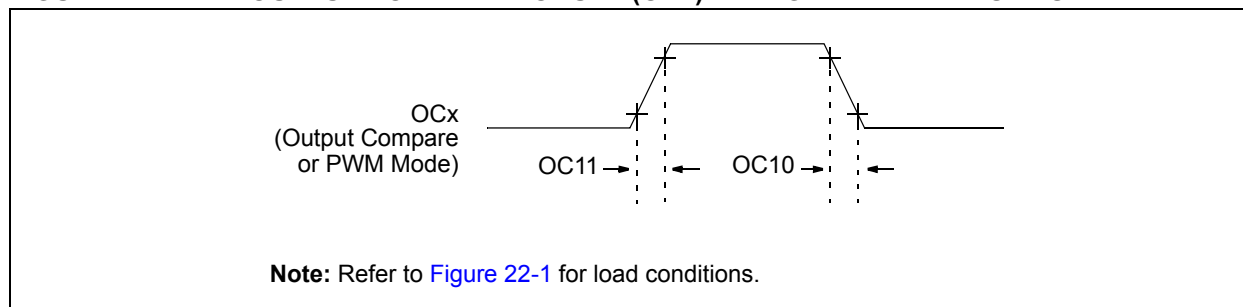 OCx
(Output Compare
or PWM Mode)
OC11
OC10
Note: Refer to Figure 22-1 for load conditions.